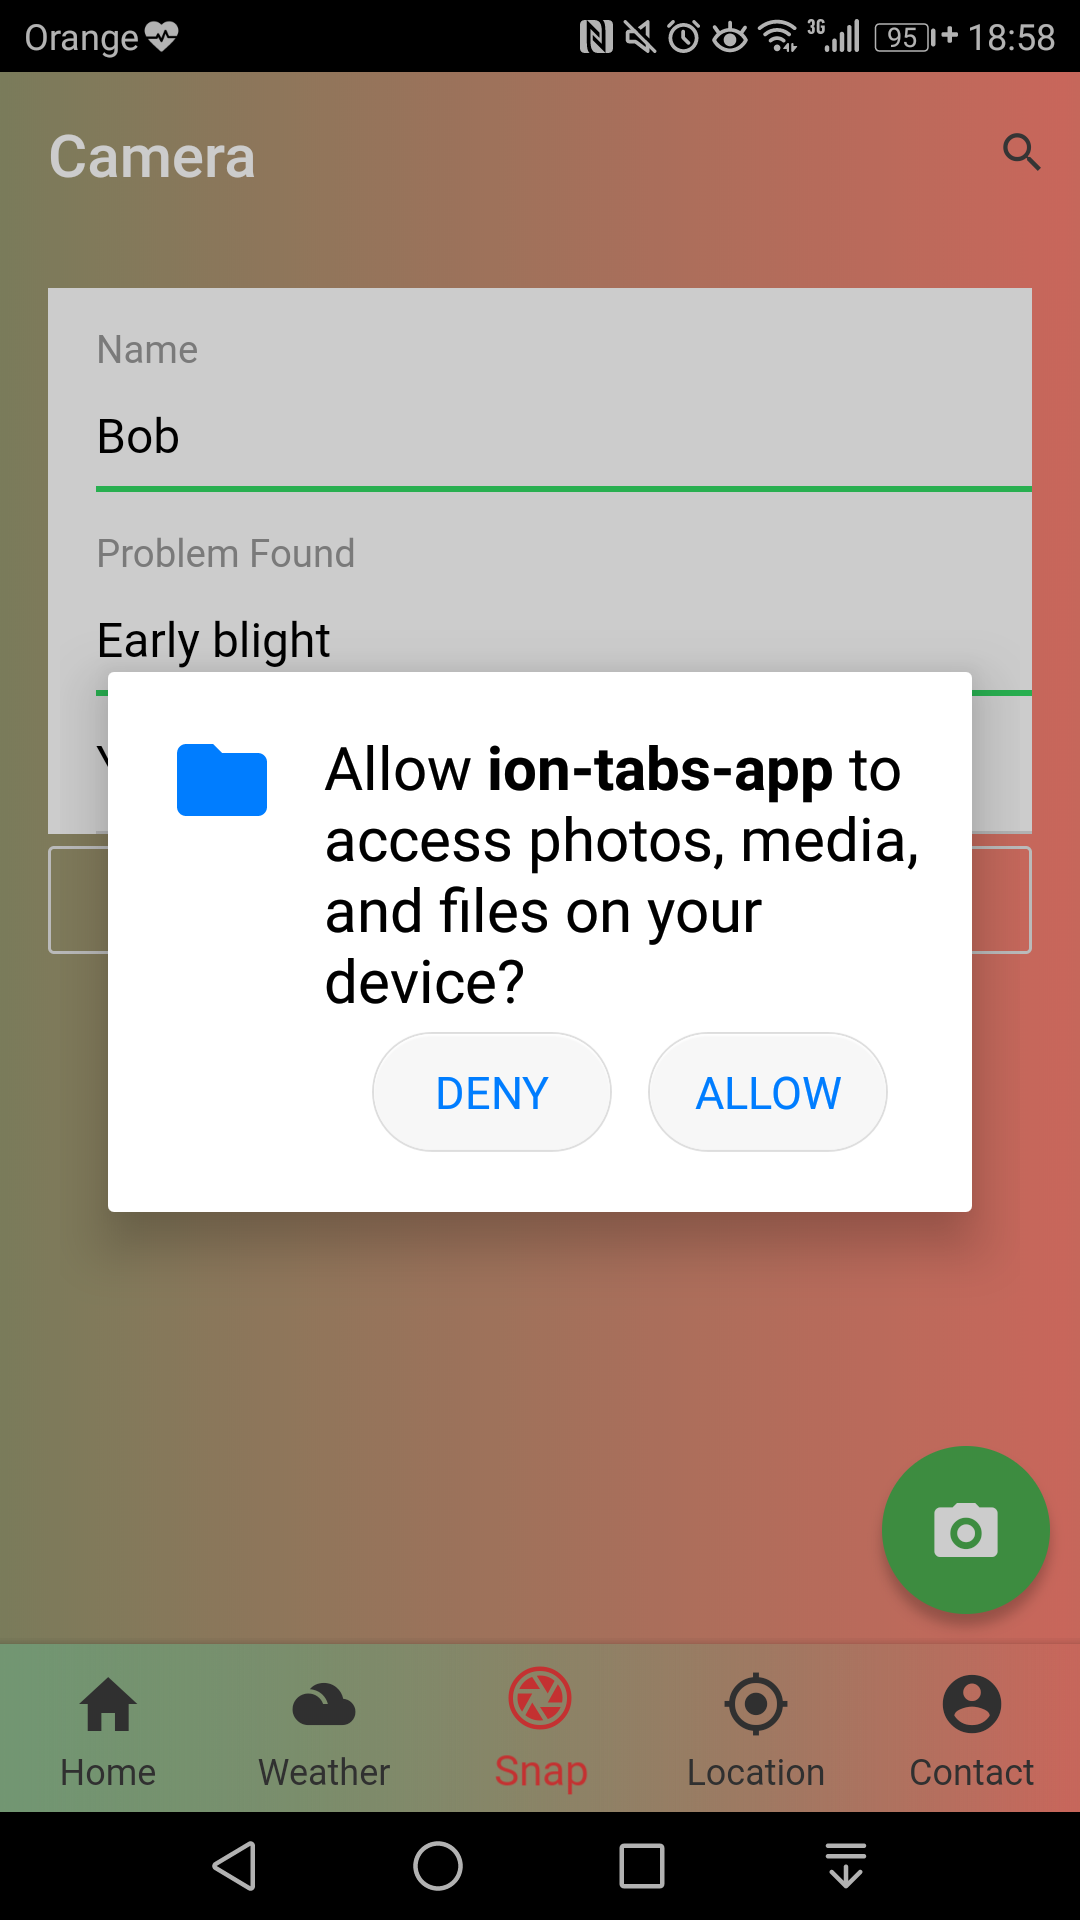 Orange 3G 95 18:58
Camera
Name
Bob
Problem Found
Early blight
Allow ion-tabs-app to
access photos, media,
and files on your
device?
DENY ALLOW
Home Weather Snap Location Contact